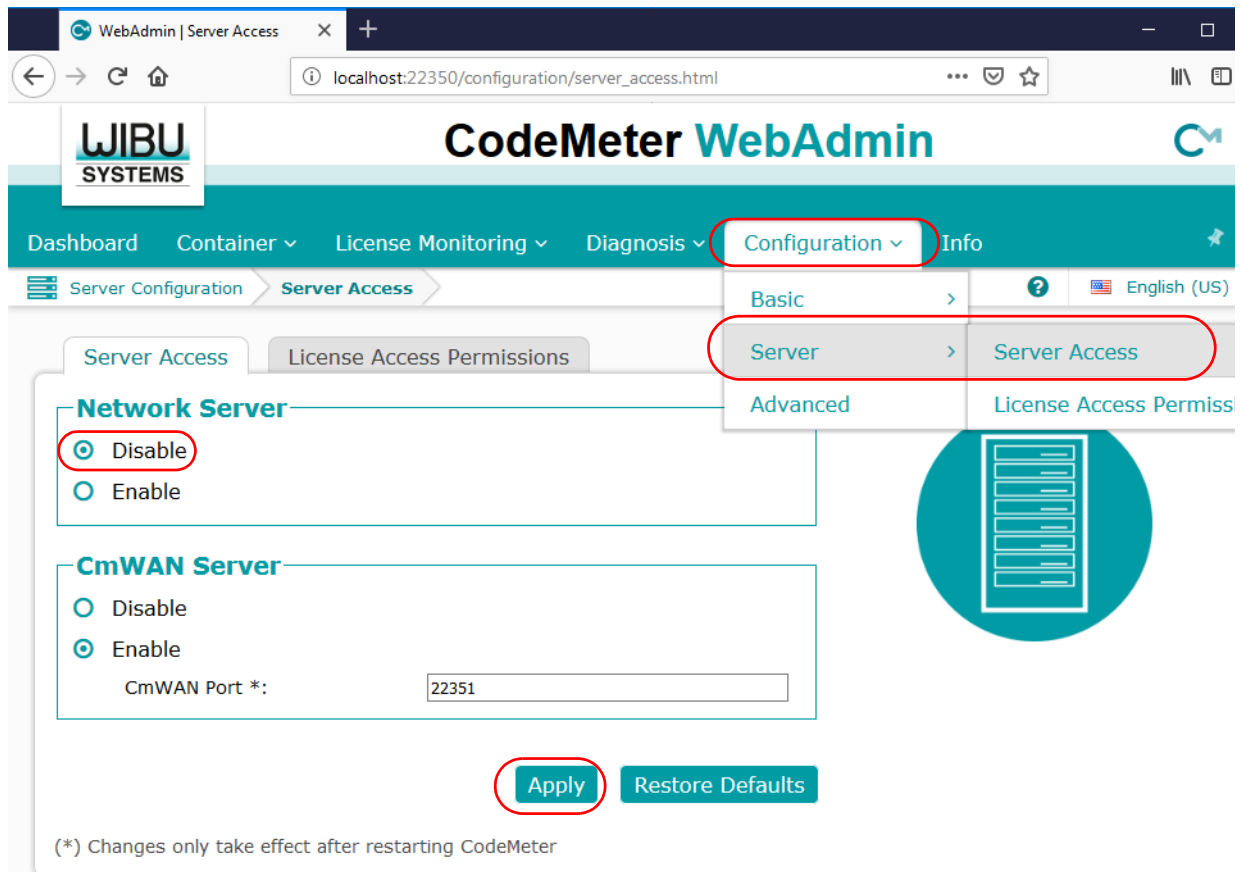 WebAdmin | Server Access
localhost:22350/configuration/server_access.html
WIBU
SYSTEMS
CodeMeter WebAdmin
CM
Dashboard Container License Monitoring Diagnosis Configuration Info
Server Configuration Server Access
English (US)
Basic
Server
Server Access
Advanced
License Access Permissi
Server Access
License Access Permissions
Network Server
Disable
Enable
CmWAN Server
Disable
Enable
CmWAN Port *:
22351
Apply
Restore Defaults
(*) Changes only take effect after restarting CodeMeter